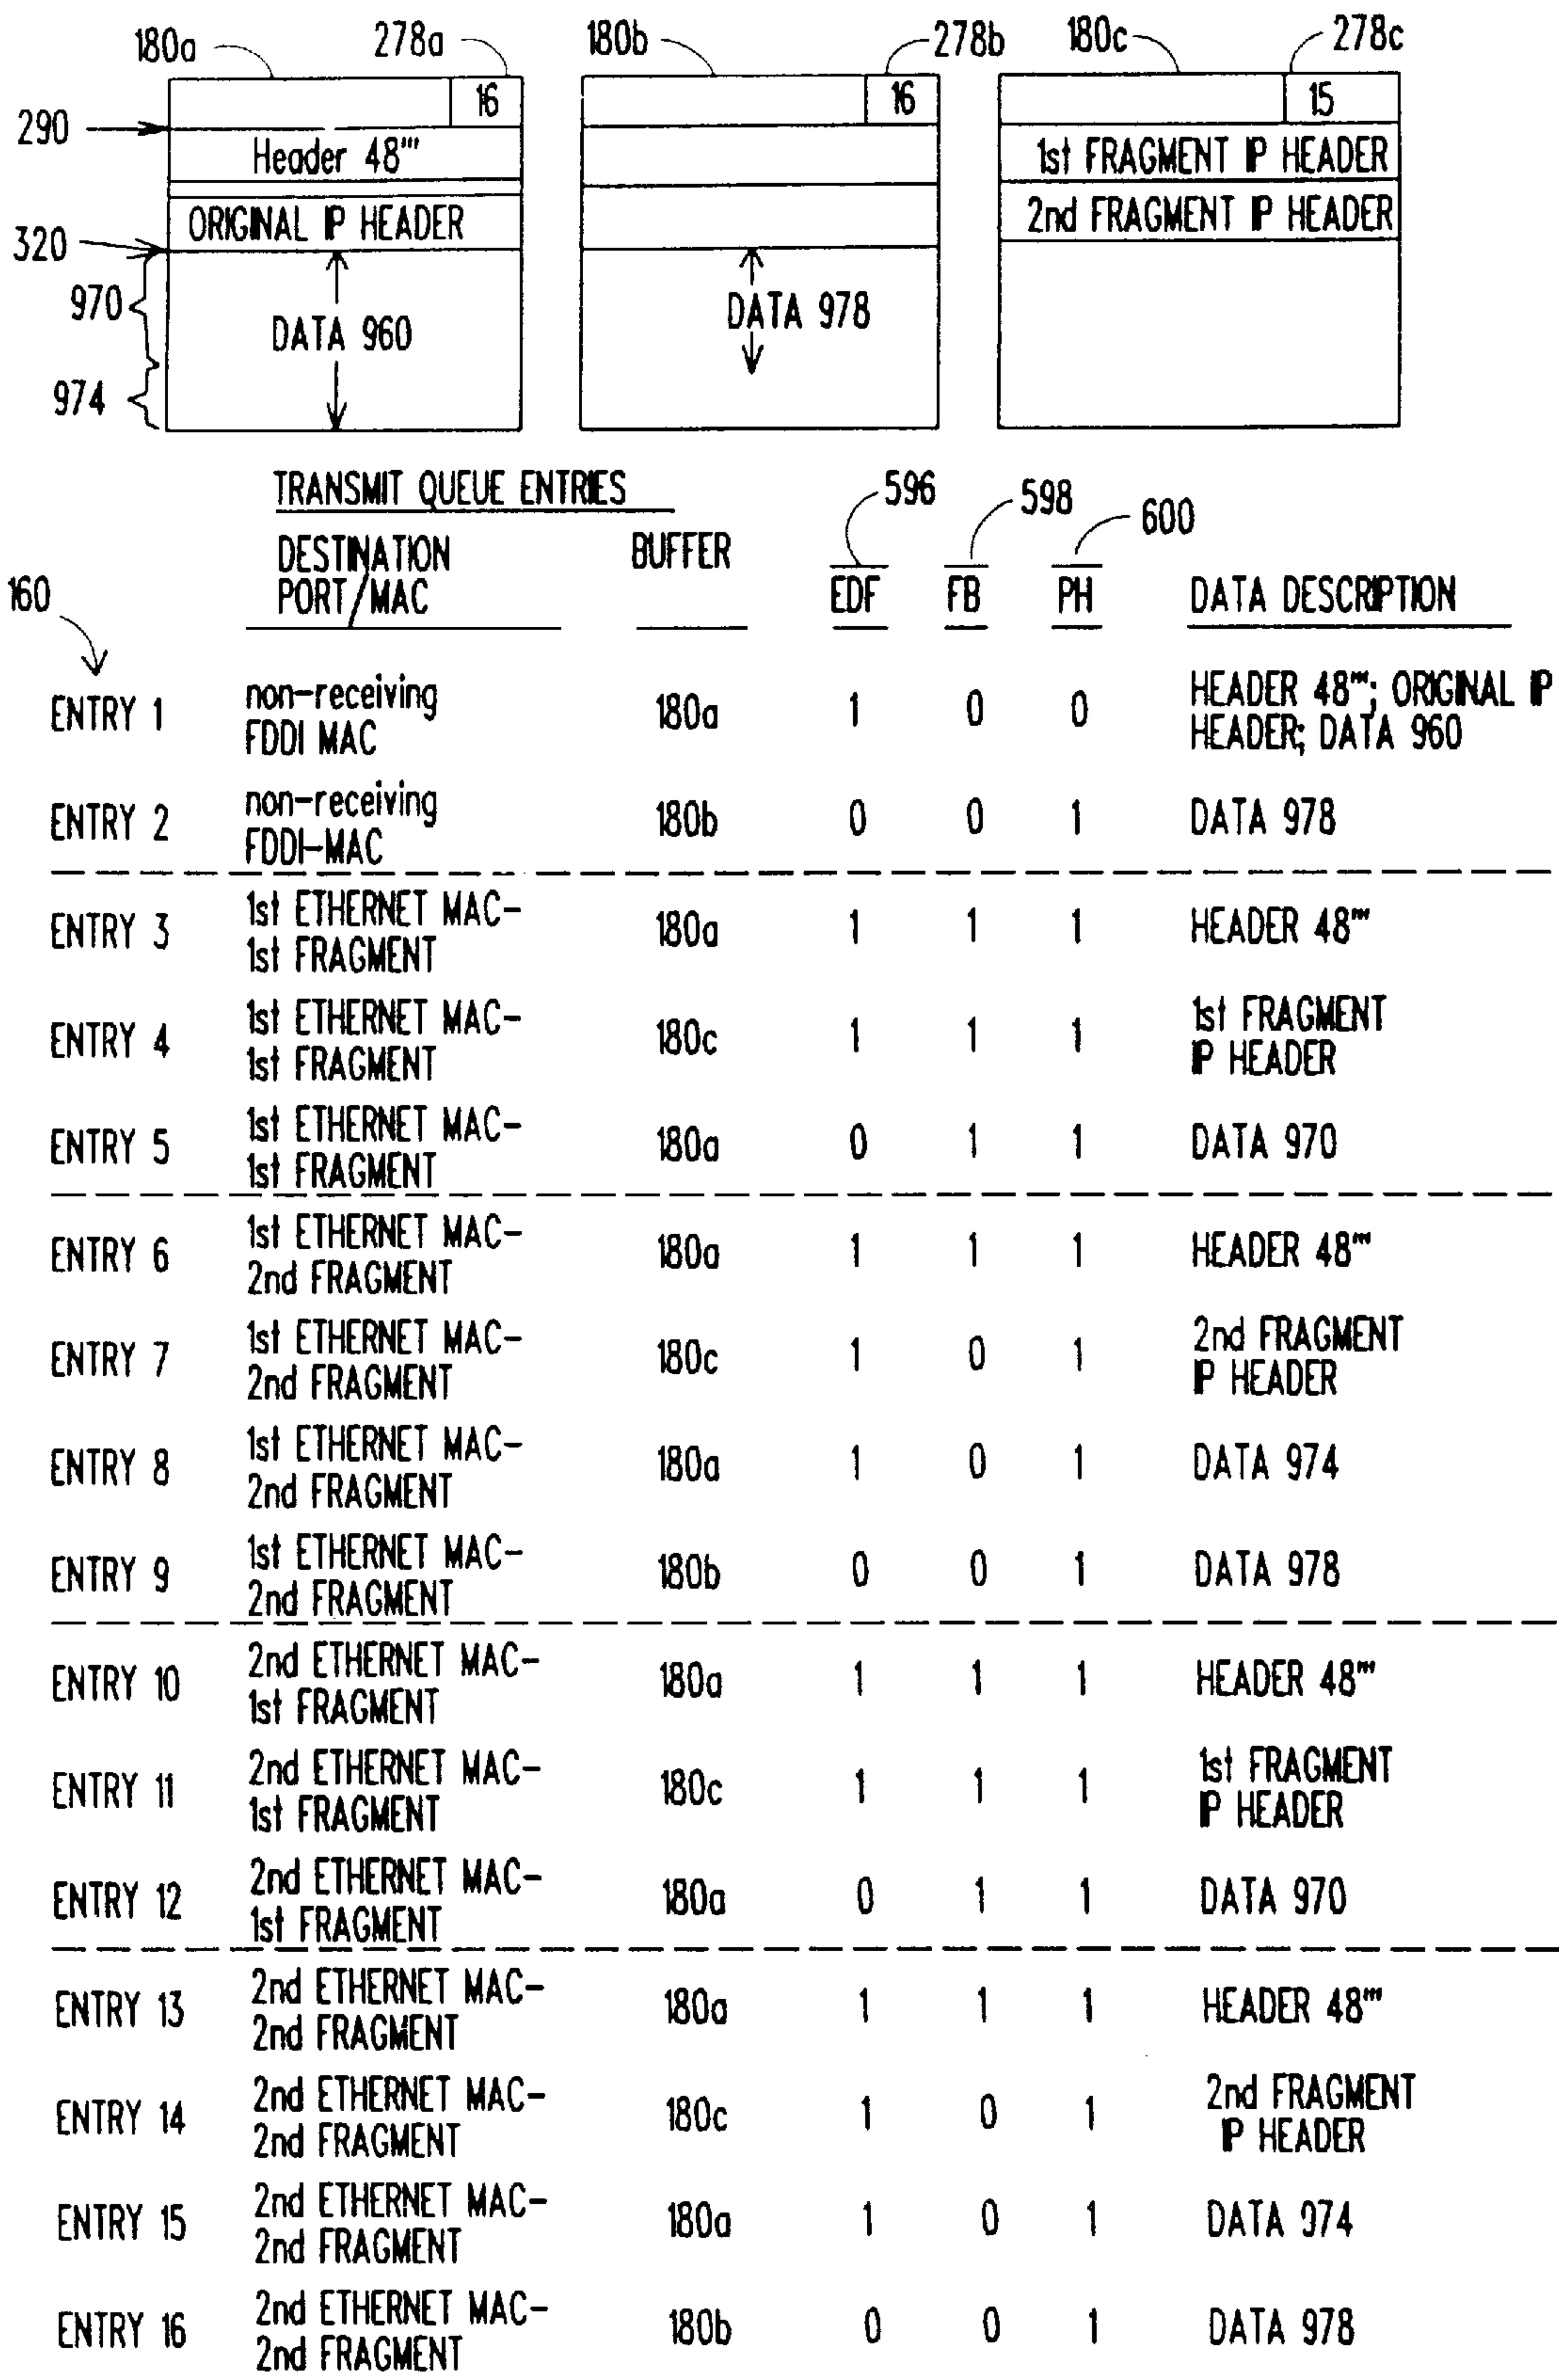 180a 278a 180b 278b 180c 278c
16 16 15
290
Header 48''' 1st FRAGMENT IP HEADER
ORIGINAL IP HEADER 2nd FRAGMENT IP HEADER
320
970 DATA 960 DATA 978
974
TRANSMIT QUEUE ENTRIES 596 598 600
DESTINATION BUFFER
PORT/MAC EDF FB PH DATA DESCRIPTION
160
ENTRY 1 non-receiving 180a 1 0 0 HEADER 48'''; ORIGINAL IP
FDDI MAC HEADER; DATA 960
ENTRY 2 non-receiving 180b 0 0 1 DATA 978
FDDI-MAC
ENTRY 3 1st ETHERNET MAC- 180a 1 1 1 HEADER 48'''
1st FRAGMENT
ENTRY 4 1st ETHERNET MAC- 180c 1 1 1 1st FRAGMENT
1st FRAGMENT IP HEADER
ENTRY 5 1st ETHERNET MAC- 180a 0 1 1 DATA 970
1st FRAGMENT
ENTRY 6 1st ETHERNET MAC- 180a 1 1 1 HEADER 48'''
2nd FRAGMENT
ENTRY 7 1st ETHERNET MAC- 180c 1 0 1 2nd FRAGMENT
2nd FRAGMENT IP HEADER
ENTRY 8 1st ETHERNET MAC- 180a 1 0 1 DATA 974
2nd FRAGMENT
ENTRY 9 1st ETHERNET MAC- 180b 0 0 1 DATA 978
2nd FRAGMENT
ENTRY 10 2nd ETHERNET MAC- 180a 1 1 1 HEADER 48'''
1st FRAGMENT
ENTRY 11 2nd ETHERNET MAC- 180c 1 1 1 1st FRAGMENT
1st FRAGMENT IP HEADER
ENTRY 12 2nd ETHERNET MAC- 180a 0 1 1 DATA 970
1st FRAGMENT
ENTRY 13 2nd ETHERNET MAC- 180a 1 1 1 HEADER 48'''
2nd FRAGMENT
ENTRY 14 2nd ETHERNET MAC- 180c 1 0 1 2nd FRAGMENT
2nd FRAGMENT IP HEADER
ENTRY 15 2nd ETHERNET MAC- 180a 1 0 1 DATA 974
2nd FRAGMENT
ENTRY 16 2nd ETHERNET MAC- 180b 0 0 1 DATA 978
2nd FRAGMENT